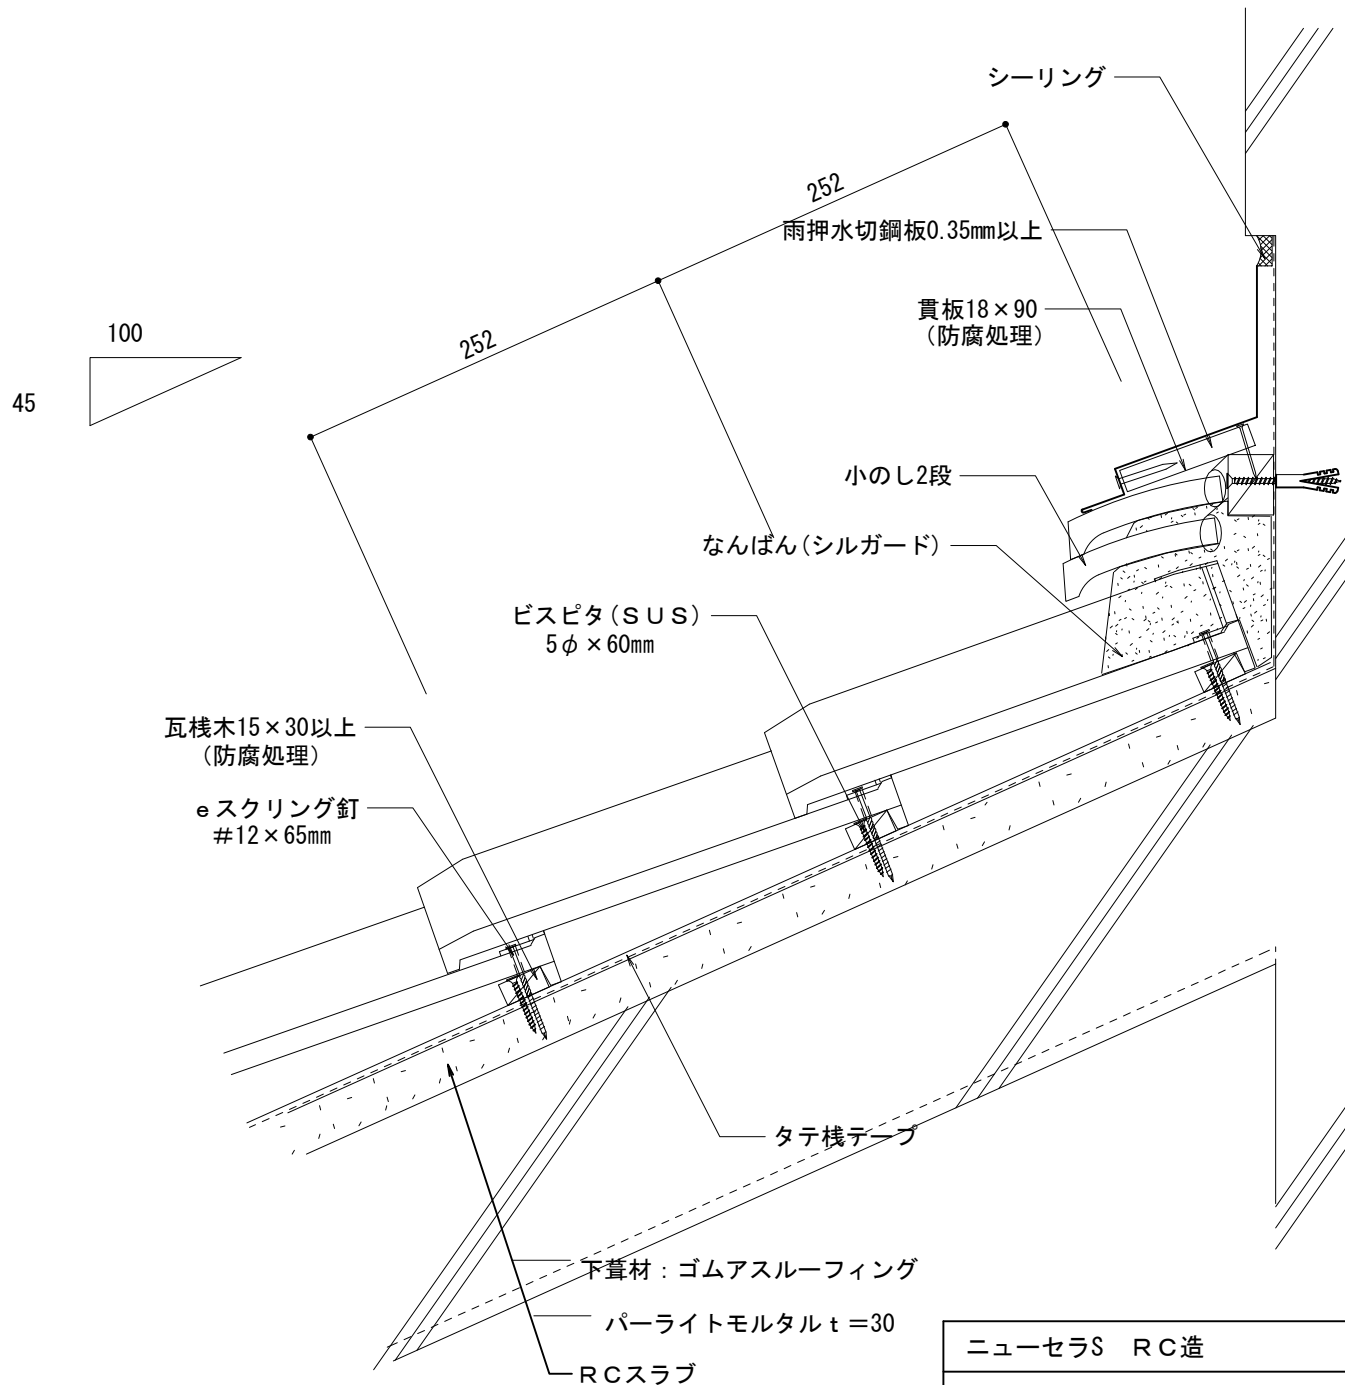 シーリング
252
雨押水切鋼板0.35mm以上
貫板18×90
（防腐処理）
100
252
45
小のし2段
なんばん(シルガード)
ビスピタ(ＳＵＳ)
5φ×60mm
瓦桟木15×30以上
（防腐処理）
ｅスクリング釘
＃12×65mm
タテ桟テープ
下葺材：ゴムアスルーフィング
パーライトモルタルｔ＝30
ＲＣスラブ
ニューセラS　ＲＣ造